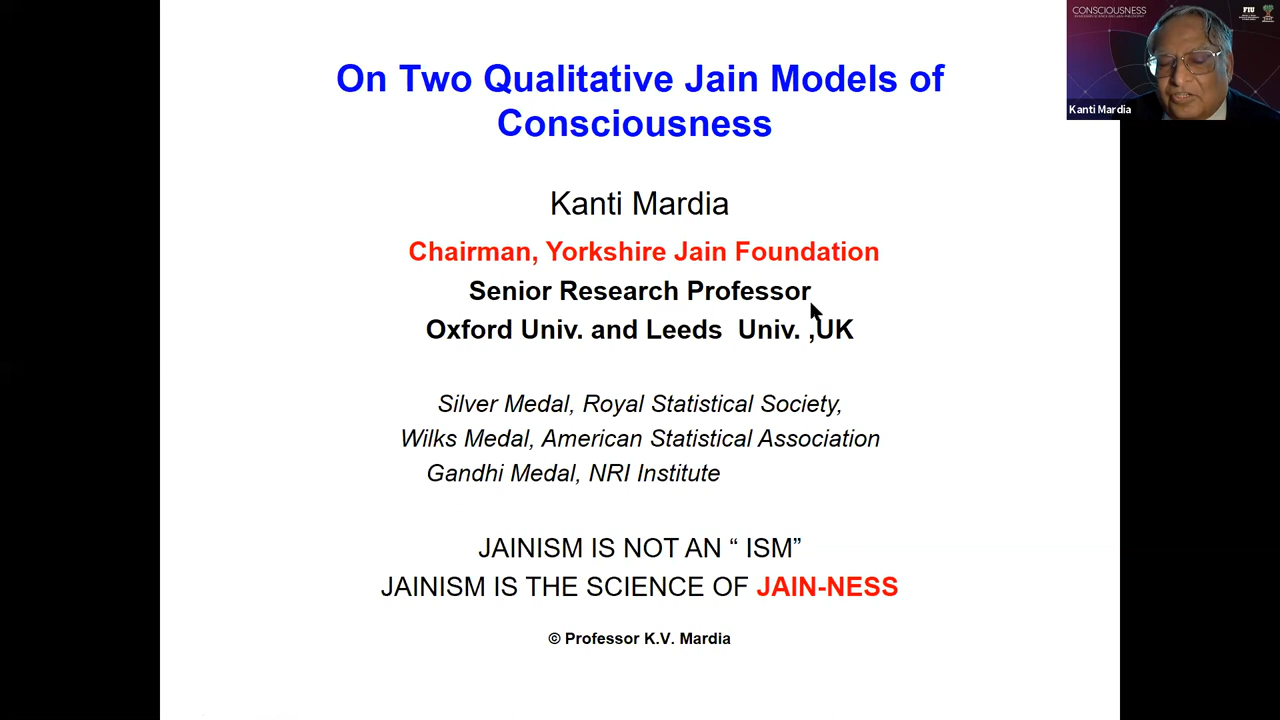 On Two Qualitative Jain Models of
Consciousness
Kanti Mardia
Chairman, Yorkshire Jain Foundation
Senior Research Professor
Oxford Univ. and Leeds Univ. ,UK
Silver Medal, Royal Statistical Society,
Wilks Medal, American Statistical Association
Gandhi Medal, NRI Institute
JAINISM IS NOT AN “ ISM”
JAINISM IS THE SCIENCE OF JAIN-NESS
© Professor K.V. Mardia
CONSCIOUSNESS
FIU
Kanti Mardia